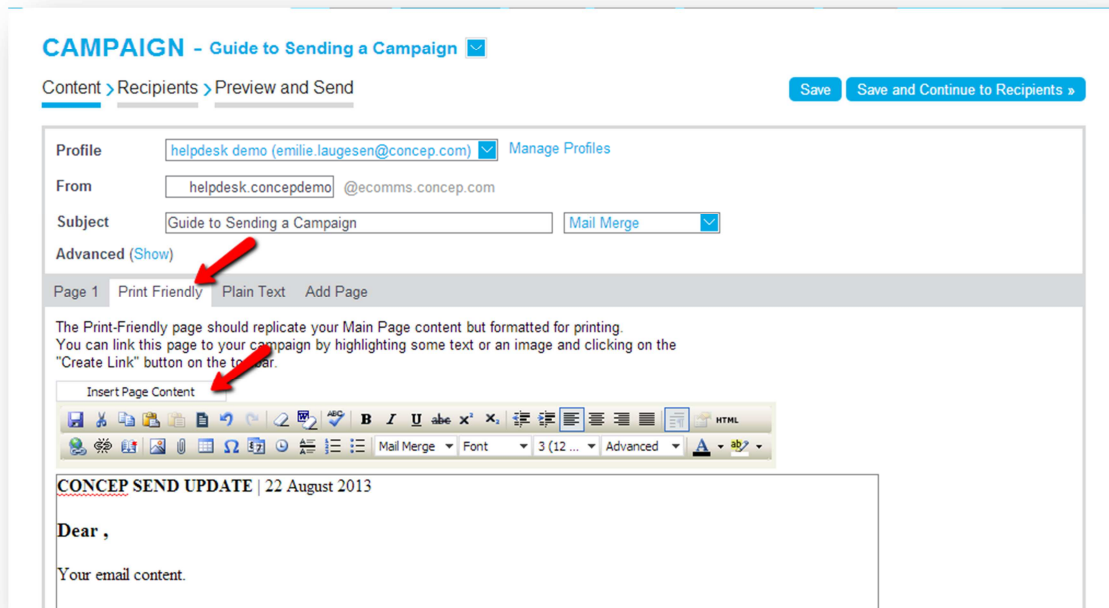 CAMPAIGN - Guide to Sending a Campaign
Content > Recipients > Preview and Send
Save
Save and Continue to Recipients »
Profile
helpdesk demo (emilie.laugesen@concep.com)
Manage Profiles
From
helpdesk.concepdemo @ecomms.concep.com
Subject
Guide to Sending a Campaign
Mail Merge
Advanced (Show)
Page 1 Print Friendly Plain Text Add Page
The Print-Friendly page should replicate your Main Page content but formatted for printing.
You can link this page to your campaign by highlighting some text or an image and clicking on the
"Create Link" button on the toolbar.
Insert Page Content
ABC B I U abc x² x₂ HTML
Ω Mail Merge Font 3 (12 ... Advanced A ab
CONCEP SEND UPDATE | 22 August 2013
Dear ,
Your email content.